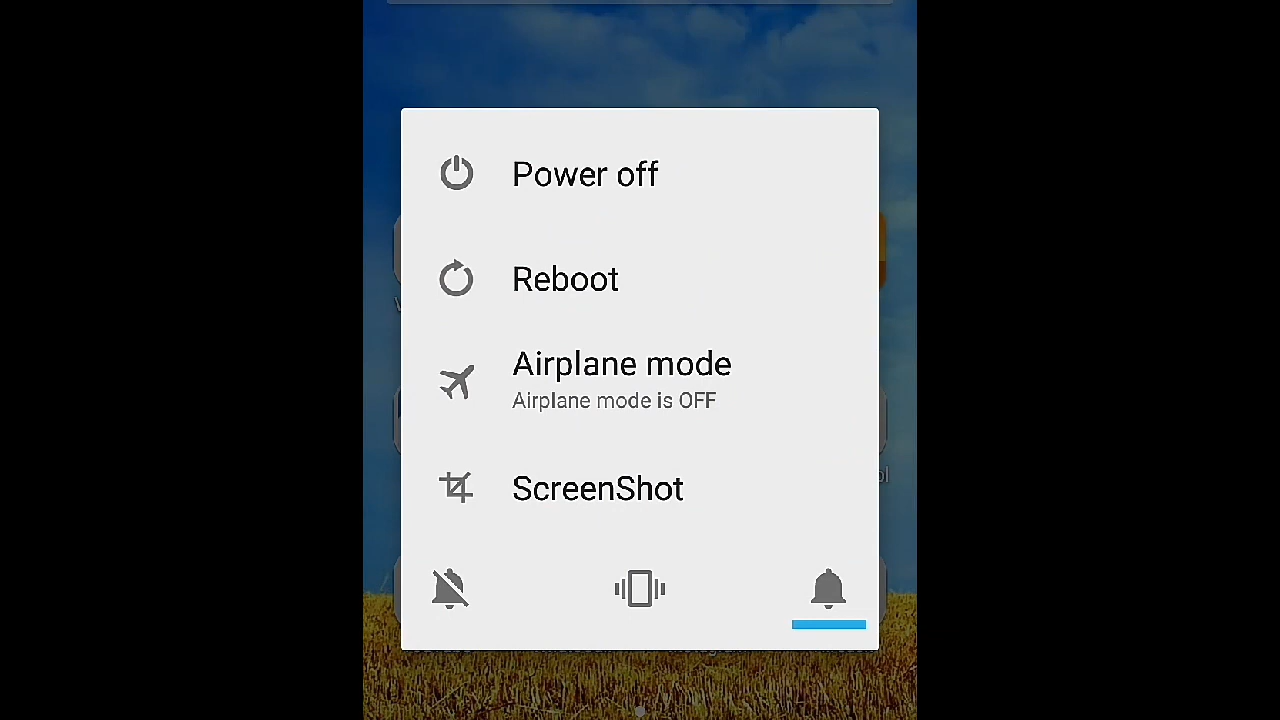 Power off
Reboot
Airplane mode
Airplane mode is OFF
ScreenShot